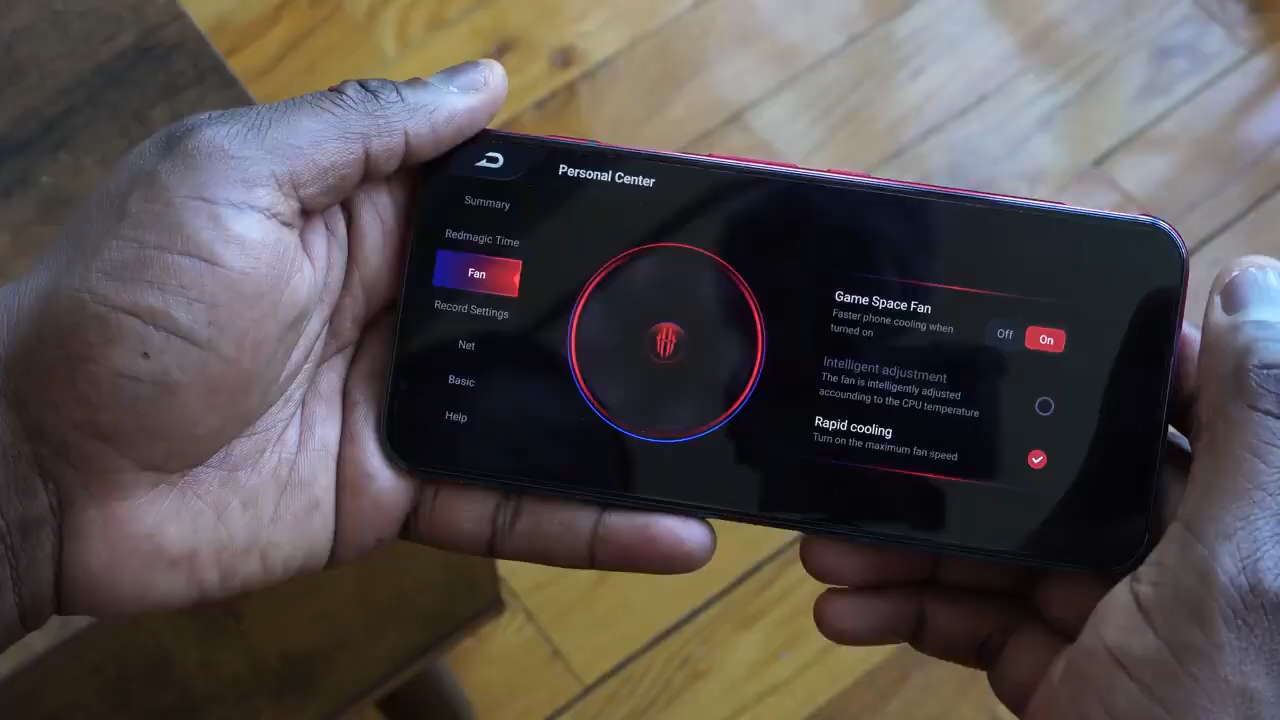 Personal Center
Summary
Redmagic Time
Fan
Record Settings
Net
Basic
Help
Game Space Fan
Faster phone cooling when
turned on
Off
On
Intelligent adjustment
The fan is intelligently adjusted
accounding to the CPU temperature
Rapid cooling
Turn on the maximum fan speed